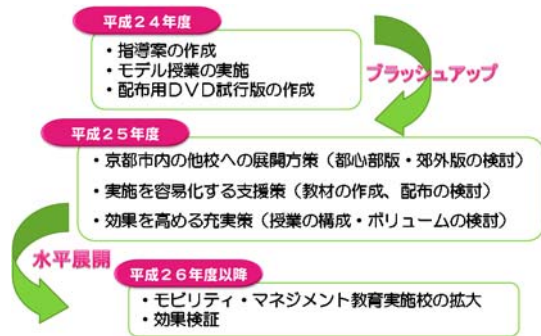 平成２４年度
・指導案の作成
・モデル授業の実施
・配布用ＤＶＤ試行版の作成
ブラッシュアップ
平成２５年度
・京都市内の他校への展開方策（都心部版・郊外版の検討）
・実施を容易化する支援策（教材の作成、配布の検討）
・効果を高める充実策（授業の構成・ボリュームの検討）
水平展開
平成２６年度以降
・モビリティ・マネジメント教育実施校の拡大
・効果検証